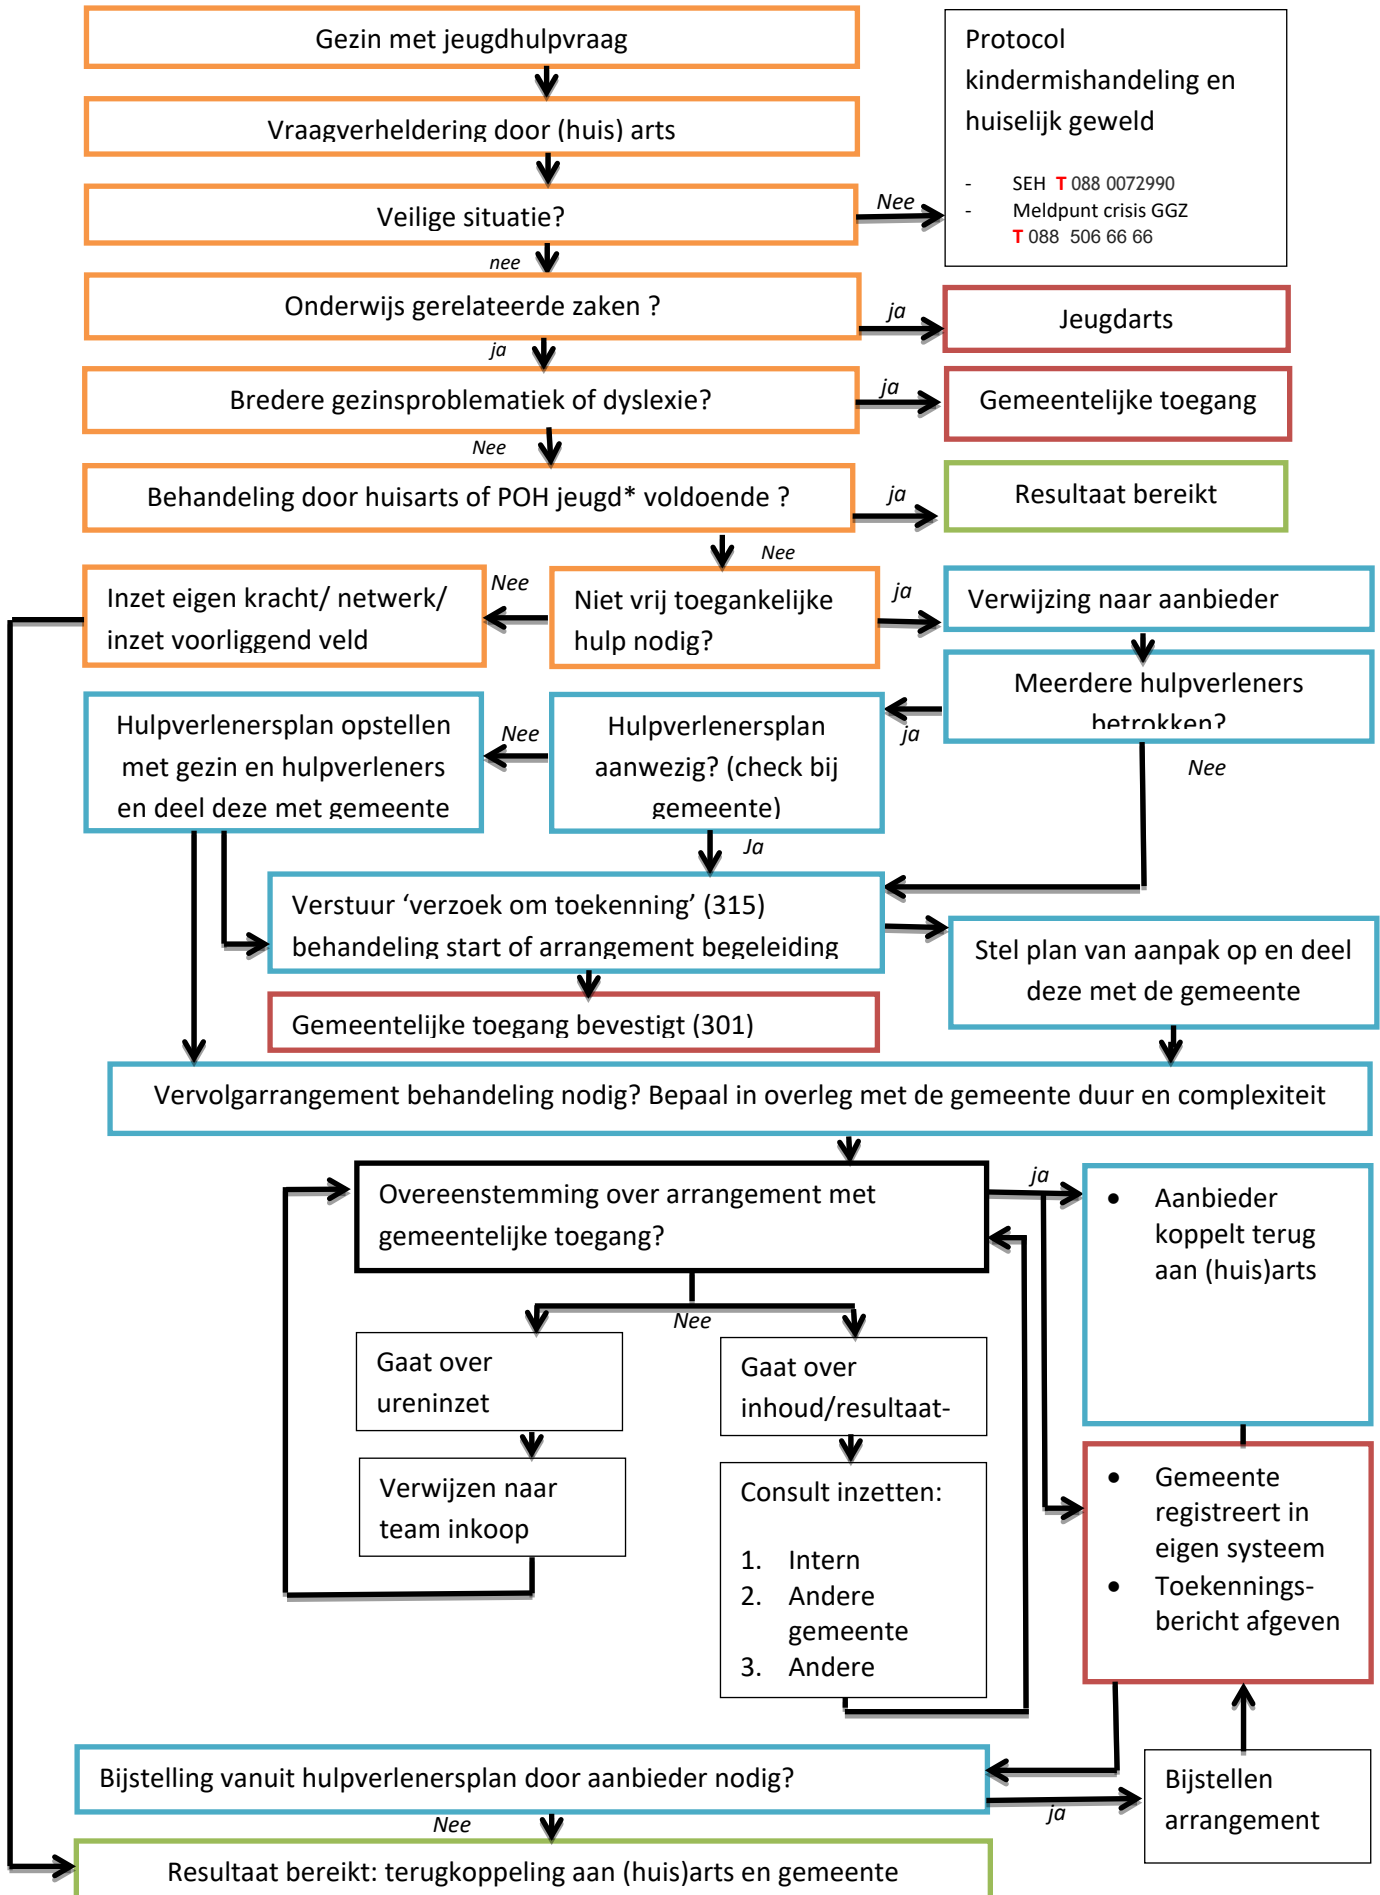 Gezin met jeugdhulpvraag
Protocol
kindermishandeling en
huiselijk geweld
- SEH T 088 0072990
- Meldpunt crisis GGZ
T 088 506 66 66
Vraagverheldering door (huis) arts
Veilige situatie?
Nee
nee
Onderwijs gerelateerde zaken ?
ja
Jeugdarts
ja
Bredere gezinsproblematiek of dyslexie?
ja
Gemeentelijke toegang
Nee
Behandeling door huisarts of POH jeugd* voldoende ?
ja
Resultaat bereikt
Nee
Inzet eigen kracht/ netwerk/
inzet voorliggend veld
Nee
Niet vrij toegankelijke
hulp nodig?
ja
Verwijzing naar aanbieder
Meerdere hulpverleners
betrokken?
ja
Nee
Hulpverlenersplan
aanwezig? (check bij
gemeente)
Nee
Hulpverlenersplan opstellen
met gezin en hulpverleners
en deel deze met gemeente
Ja
Verstuur ‘verzoek om toekenning’ (315)
behandeling start of arrangement begeleiding
Stel plan van aanpak op en deel
deze met de gemeente
Gemeentelijke toegang bevestigt (301)
Vervolgarrangement behandeling nodig? Bepaal in overleg met de gemeente duur en complexiteit
Overeenstemming over arrangement met
gemeentelijke toegang?
ja
• Aanbieder
koppelt terug
aan (huis)arts
Nee
Gaat over
ureninzet
Gaat over
inhoud/resultaat-
Verwijzen naar
team inkoop
Consult inzetten:
1. Intern
2. Andere
gemeente
3. Andere
• Gemeente
registreert in
eigen systeem
• Toekennings-
bericht afgeven
Bijstelling vanuit hulpverlenersplan door aanbieder nodig?
ja
Bijstellen
arrangement
Nee
Resultaat bereikt: terugkoppeling aan (huis)arts en gemeente